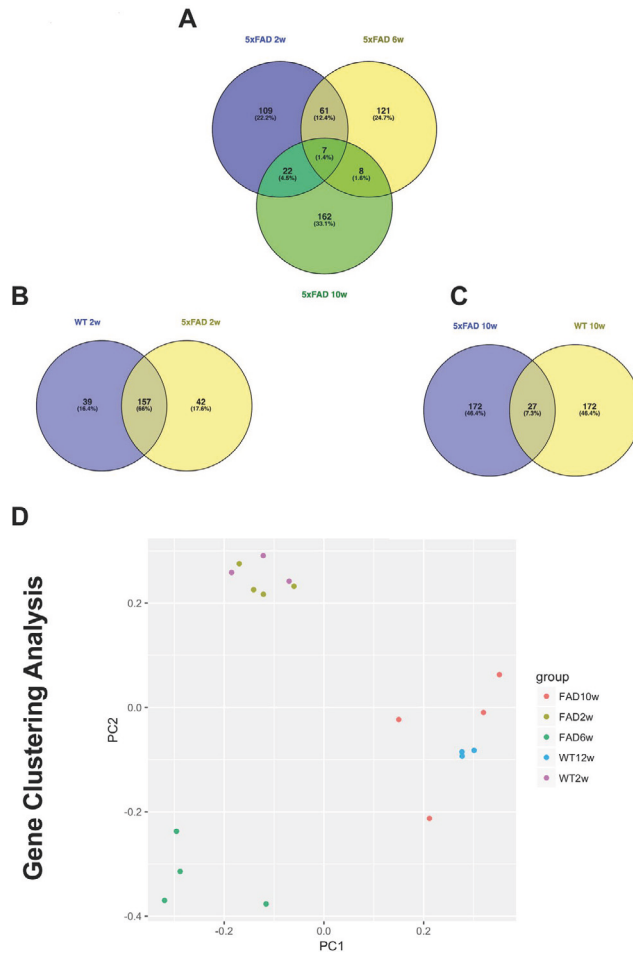 A
5xFAD 2w
5xFAD 6w
109
(22.2%)
61
(12.4%)
121
(24.7%)
7
(1.4%)
22
(4.5%)
8
(1.6%)
162
(33.1%)
5xFAD 10w
B
WT 2w
5xFAD 2w
39
(16.4%)
157
(66%)
42
(17.6%)
C
5xFAD 10w
WT 10w
172
(46.4%)
27
(7.3%)
172
(46.4%)
D
Gene Clustering Analysis
PC2
0.2
0.0
-0.2
-0.4
-0.2
0.0
0.2
PC1
group
FAD10w
FAD2w
FAD6w
WT12w
WT2w